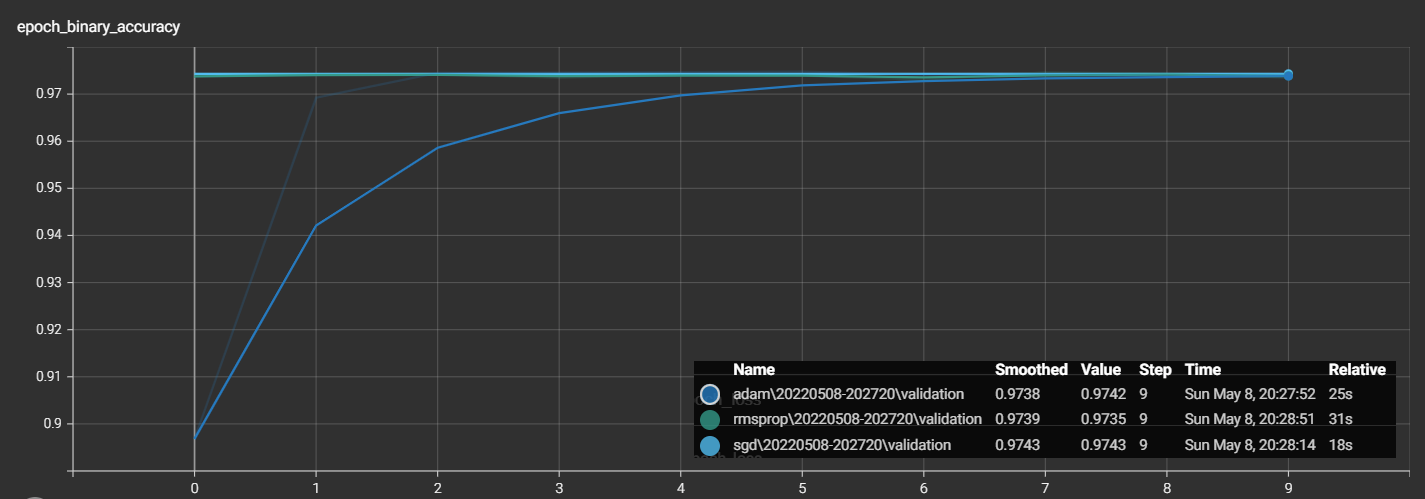 epoch_binary_accuracy
0.97
0.96
0.95
0.94
0.93
0.92
0.91
0.9
Name Smoothed Value Step Time Relative
adam\20220508-202720\validation 0.9738 0.9742 9 Sun May 8, 20:27:52 25s
rmsprop\20220508-202720\validation 0.9739 0.9735 9 Sun May 8, 20:28:51 31s
sgd\20220508-202720\validation 0.9743 0.9743 9 Sun May 8, 20:28:14 18s
0 1 2 3 4 5 6 7 8 9